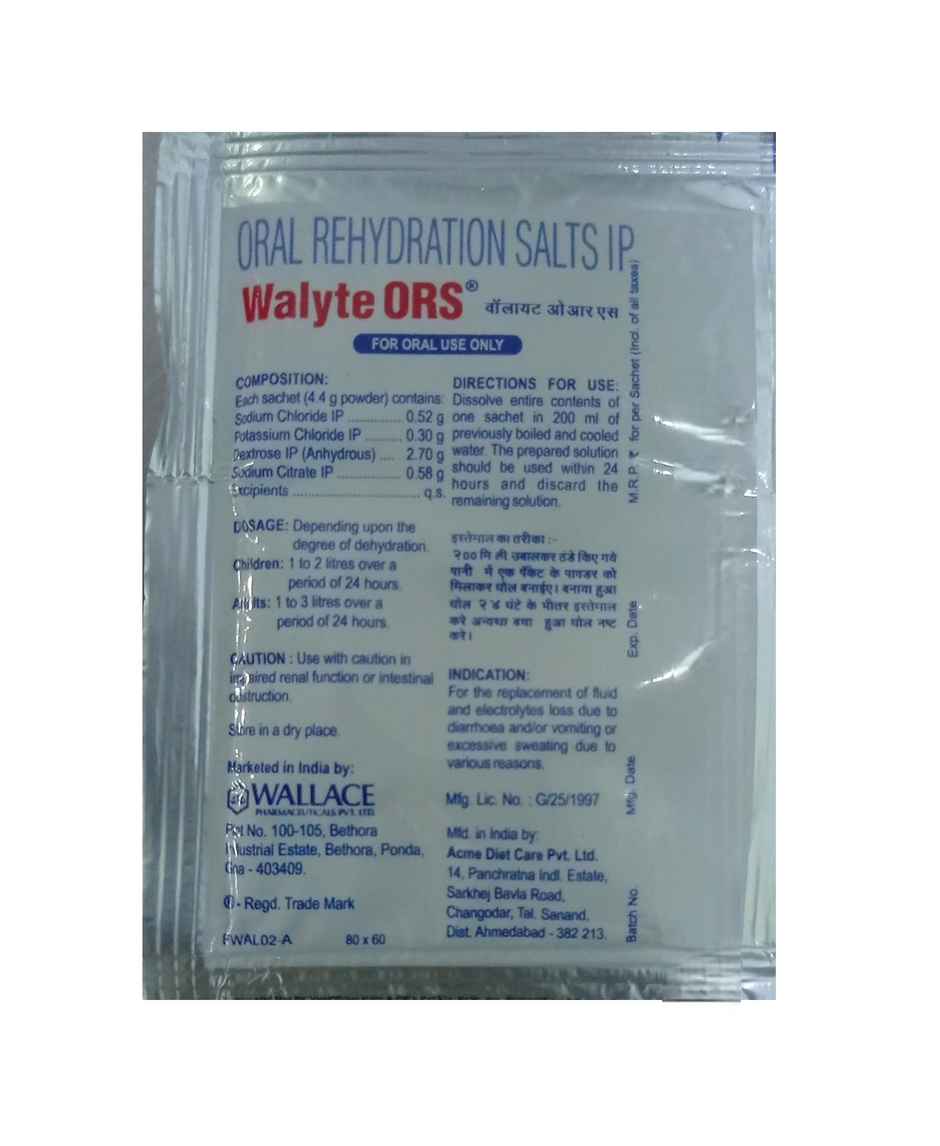 ORAL REHYDRATION SALTS IP
Walyte ORS® वॉलायट ओ आर एस
FOR ORAL USE ONLY
COMPOSITION:
Each sachet (4.4 g powder) contains:
Sodium Chloride IP ................ 0.52 g
Potassium Chloride IP .......... 0.30 g
Dextrose IP (Anhydrous) .... 2.70 g
Sodium Citrate IP .................. 0.58 g
Excipients .................................... q.s.
DOSAGE: Depending upon the
degree of dehydration.
Children: 1 to 2 litres over a
period of 24 hours.
Adults: 1 to 3 litres over a
period of 24 hours.
CAUTION : Use with caution in
impaired renal function or intestinal
obstruction.
Store in a dry place.
Marketed in India by:
WALLACE
PHARMACEUTICALS PVT. LTD.
Plot No. 100-105, Bethora
Industrial Estate, Bethora, Ponda,
Goa - 403409.
® - Regd. Trade Mark
FWAL02-A 80 x 60
DIRECTIONS FOR USE:
Dissolve entire contents of
one sachet in 200 ml of
previously boiled and cooled
water. The prepared solution
should be used within 24
hours and discard the
remaining solution.
इस्तेमाल का तरीका :-
२०० मि ली उबालकर ठंडे किए गये
पानी में एक पॅकेट के पावडर को
मिलाकर घोल बनाईए। बनाया हुआ
घोल २४ घंटे के भीतर इस्तेमाल
करे अन्यथा बचा हुआ घोल नष्ट
करे।
INDICATION:
For the replacement of fluid
and electrolytes loss due to
diarrhoea and/or vomiting or
excessive sweating due to
various reasons.
Mfg. Lic. No. : G/25/1997
Mfd. in India by:
Acme Diet Care Pvt. Ltd.
14, Panchratna Indl. Estate,
Sarkhej Bavla Road,
Changodar, Tal. Sanand,
Dist. Ahmedabad - 382 213.
Batch No. Mfg. Date Exp. Date M.R.P. ₹ for per Sachet (Incl. of all taxes)